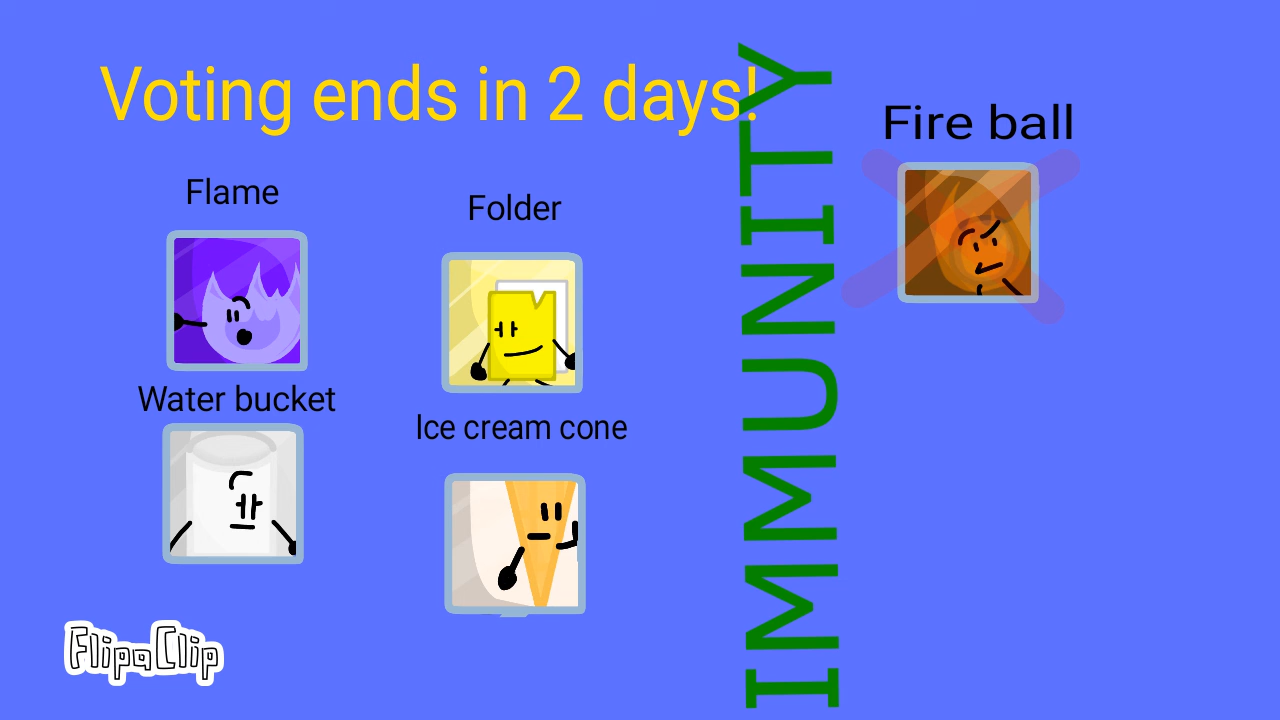 Voting ends in 2 days!
Flame
Folder
Water bucket
Ice cream cone
IMMUNITY
Fire ball
FlipaClip